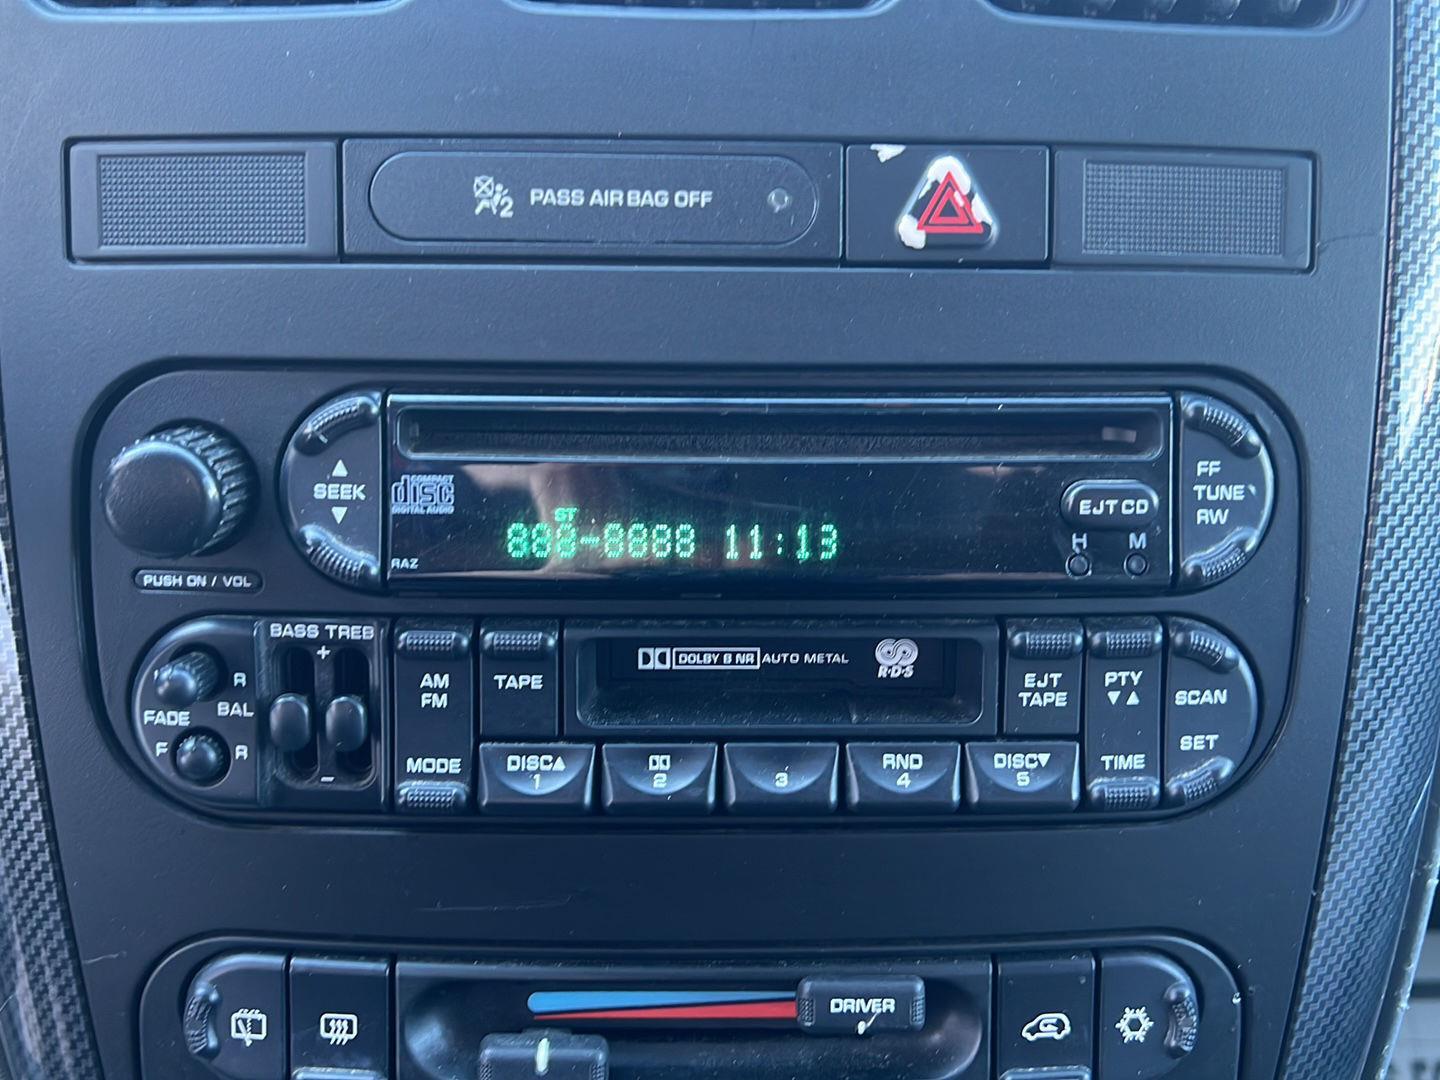 2 PASS AIR BAG OFF
SEEK
COMPACT
disc
DIGITAL AUDIO
ST
888-8888 11:13
RAZ
EJT CD
H M
FF
TUNE
RW
PUSH ON / VOL
BASS TREB
+
-
R
FADE BAL
F R
AM
FM
MODE
TAPE
DOLBY B NR AUTO METAL
R·D·S
EJT
TAPE
PTY
TIME
SCAN
SET
DISC
1
2
3
RND
4
DISC
5
DRIVER